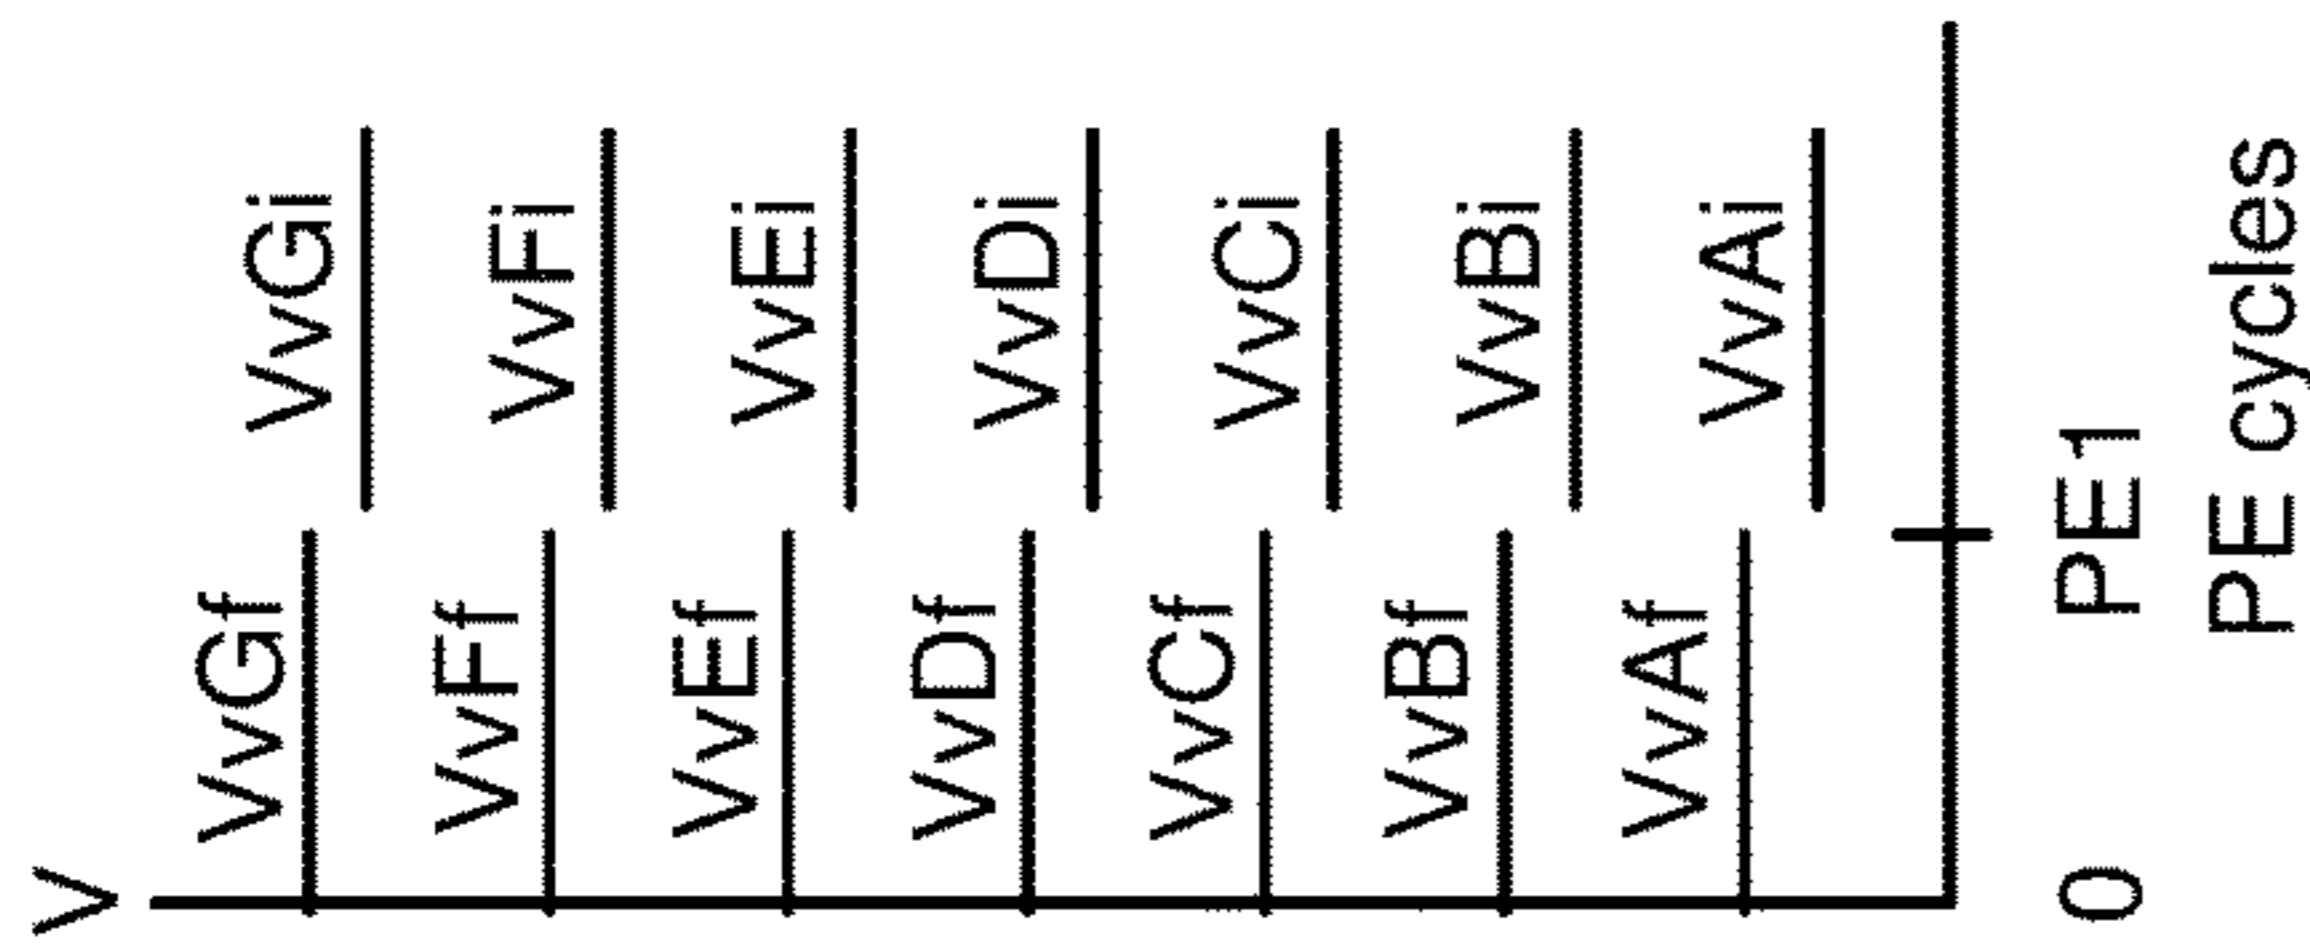 V
VvGf VvGi
VvFf VvFi
VvEf VvEi
VvDf VvDi
VvCf VvCi
VvBf VvBi
VvAf VvAi
0 PE1
PE cycles